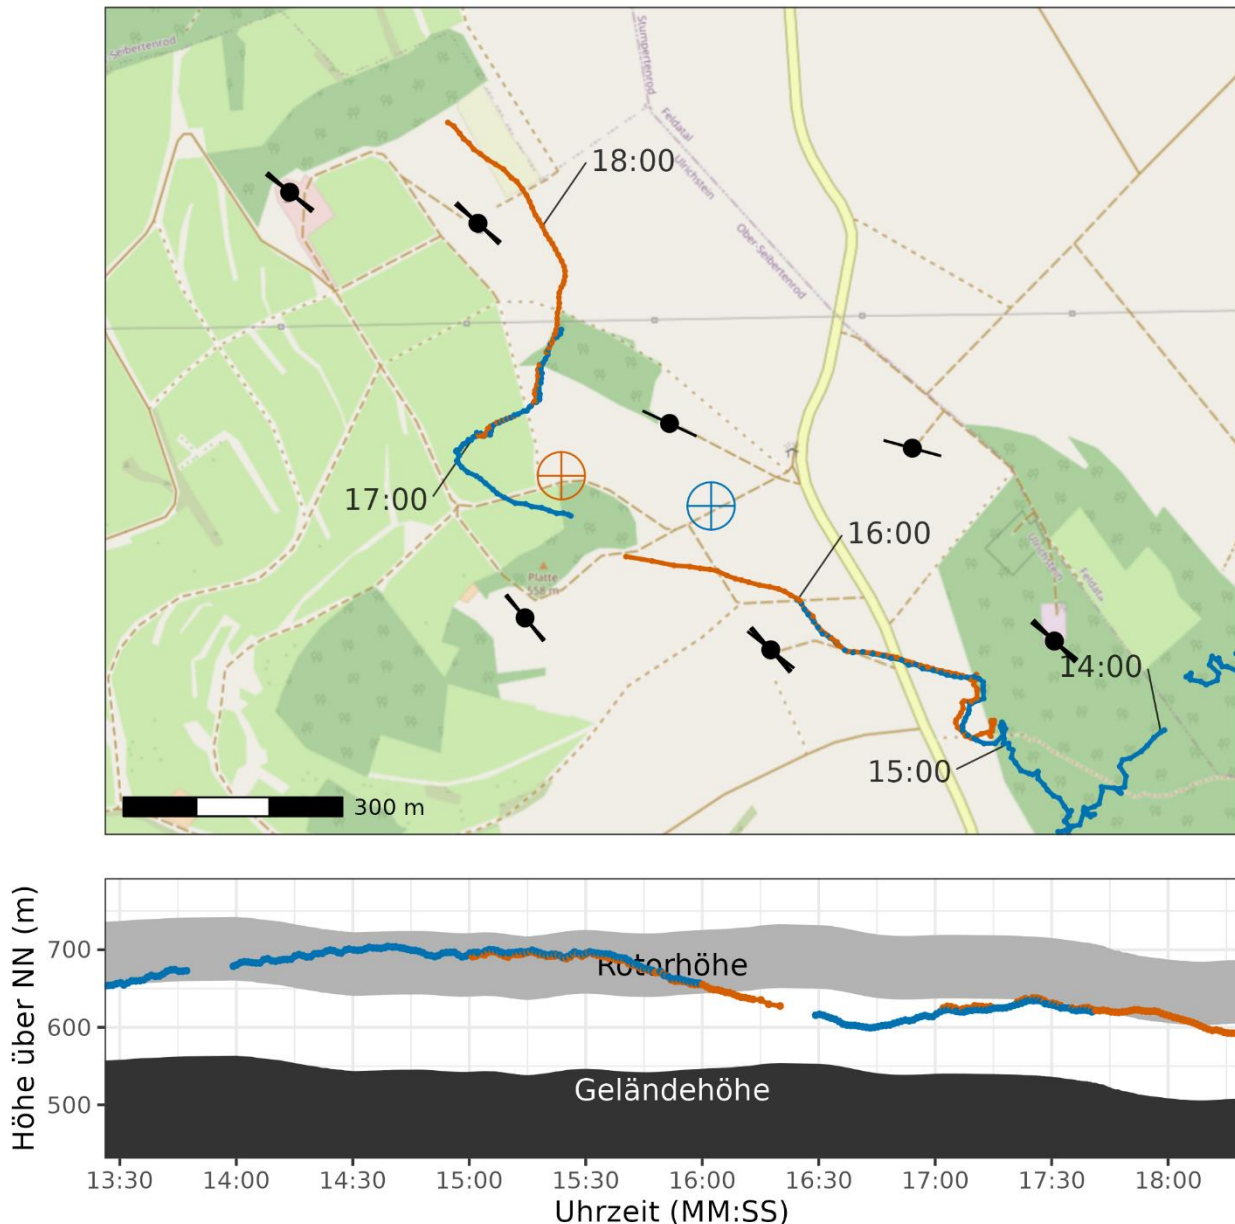 Seibertenrod
Stumpertenrod
Feldatal
Ulrichstein
Ober-Seibertenrod
18:00
17:00
16:00
Platte
558 m
Ulrichstein
Feldata
14:00
15:00
300 m
Höhe über NN (m)
700
600
500
Rotorhöhe
Geländehöhe
13:30 14:00 14:30 15:00 15:30 16:00 16:30 17:00 17:30 18:00
Uhrzeit (MM:SS)